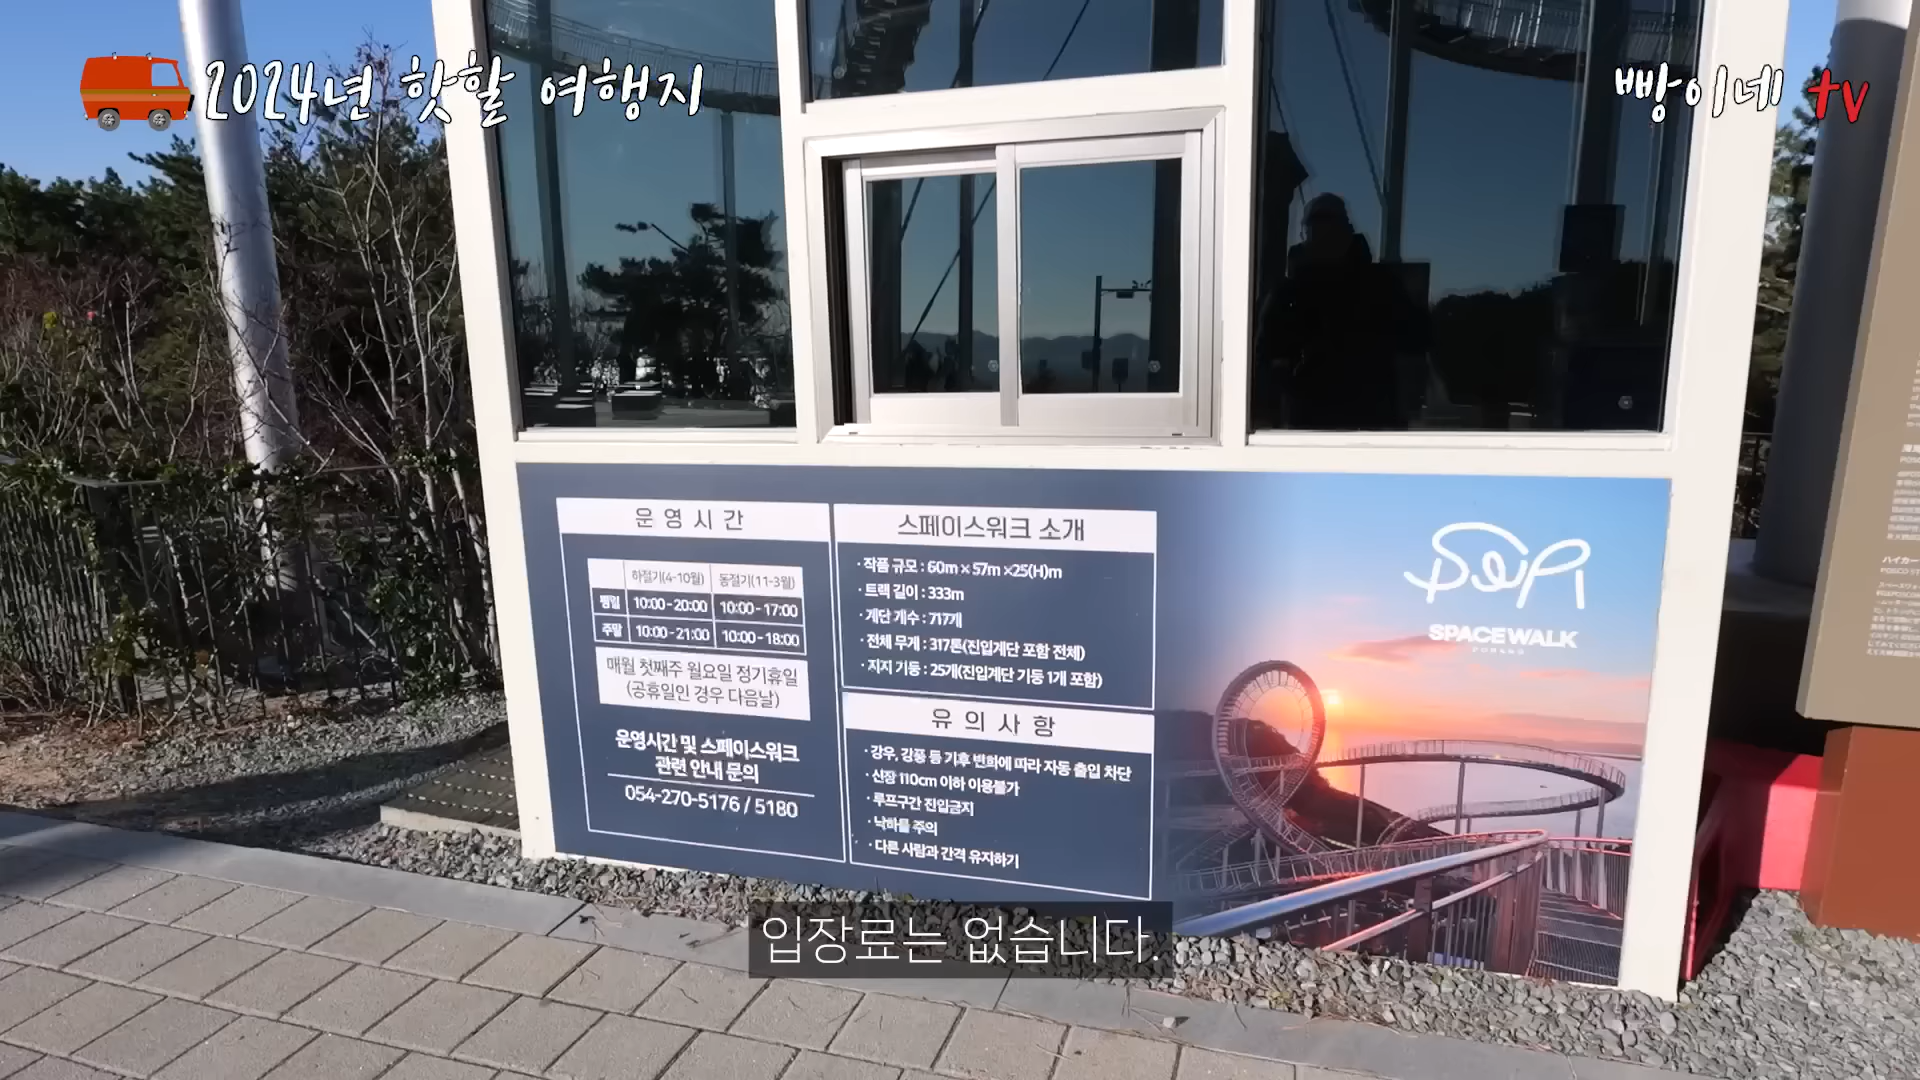 2024년 핫할 여행지
빵이네 tv
운영시간
하절기(4-10월) 동절기(11-3월)
평일 10:00-20:00 10:00-17:00
주말 10:00-21:00 10:00-18:00
매월 첫째주 월요일 정기휴일
(공휴일인 경우 다음날)
운영시간 및 스페이스워크
관련 안내 문의
054-270-5176 / 5180
스페이스워크 소개
· 작품 규모 : 60m × 57m ×25(H)m
· 트랙 길이 : 333m
· 계단 개수 : 717개
· 전체 무게 : 317톤(진입계단 포함 전체)
· 지지 기둥 : 25개(진입계단 기둥 1개 포함)
유의사항
· 강우, 강풍 등 기후 변화에 따라 자동 출입 차단
· 신장 110cm 이하 이용불가
· 루프구간 진입금지
· 낙하물 주의
· 다른 사람과 간격 유지하기
SPACEWALK
입장료는 없습니다.